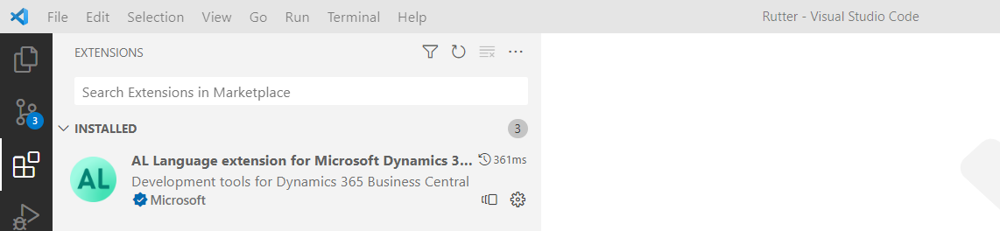 File Edit Selection View Go Run Terminal Help Rutter - Visual Studio Code
EXTENSIONS
Search Extensions in Marketplace
3
INSTALLED 3
AL Language extension for Microsoft Dynamics 3... 361ms
AL
Development tools for Dynamics 365 Business Central
Microsoft